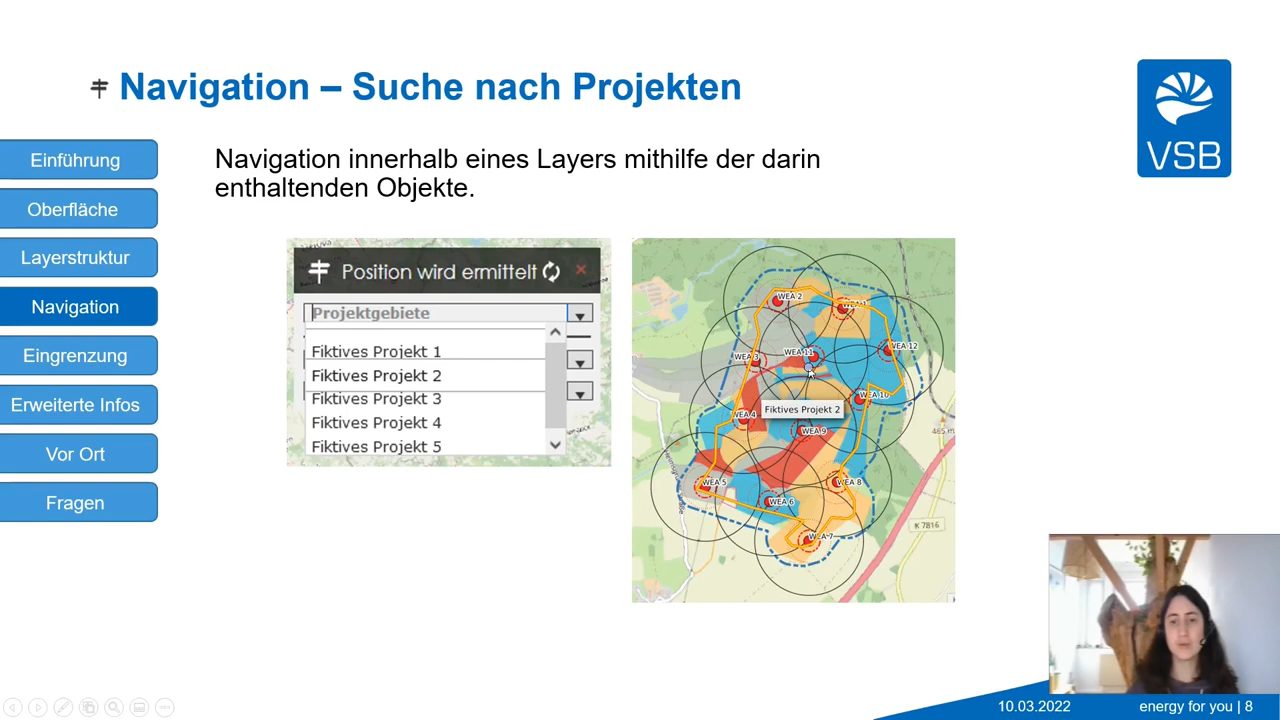 Navigation – Suche nach Projekten
VSB
Einführung
Oberfläche
Layerstruktur
Navigation
Eingrenzung
Erweiterte Infos
Vor Ort
Fragen
Navigation innerhalb eines Layers mithilfe der darin
enthaltenden Objekte.
Position wird ermittelt
Projektgebiete
Fiktives Projekt 1
Fiktives Projekt 2
Fiktives Projekt 3
Fiktives Projekt 4
Fiktives Projekt 5
WEA 2
WEA 12
WEA 11
WEA 3
WEA 10
Fiktives Projekt 2
WEA 4
WEA 9
WEA 5
WEA 8
WEA 6
WEA 7
K 7816
10.03.2022
energy for you | 8